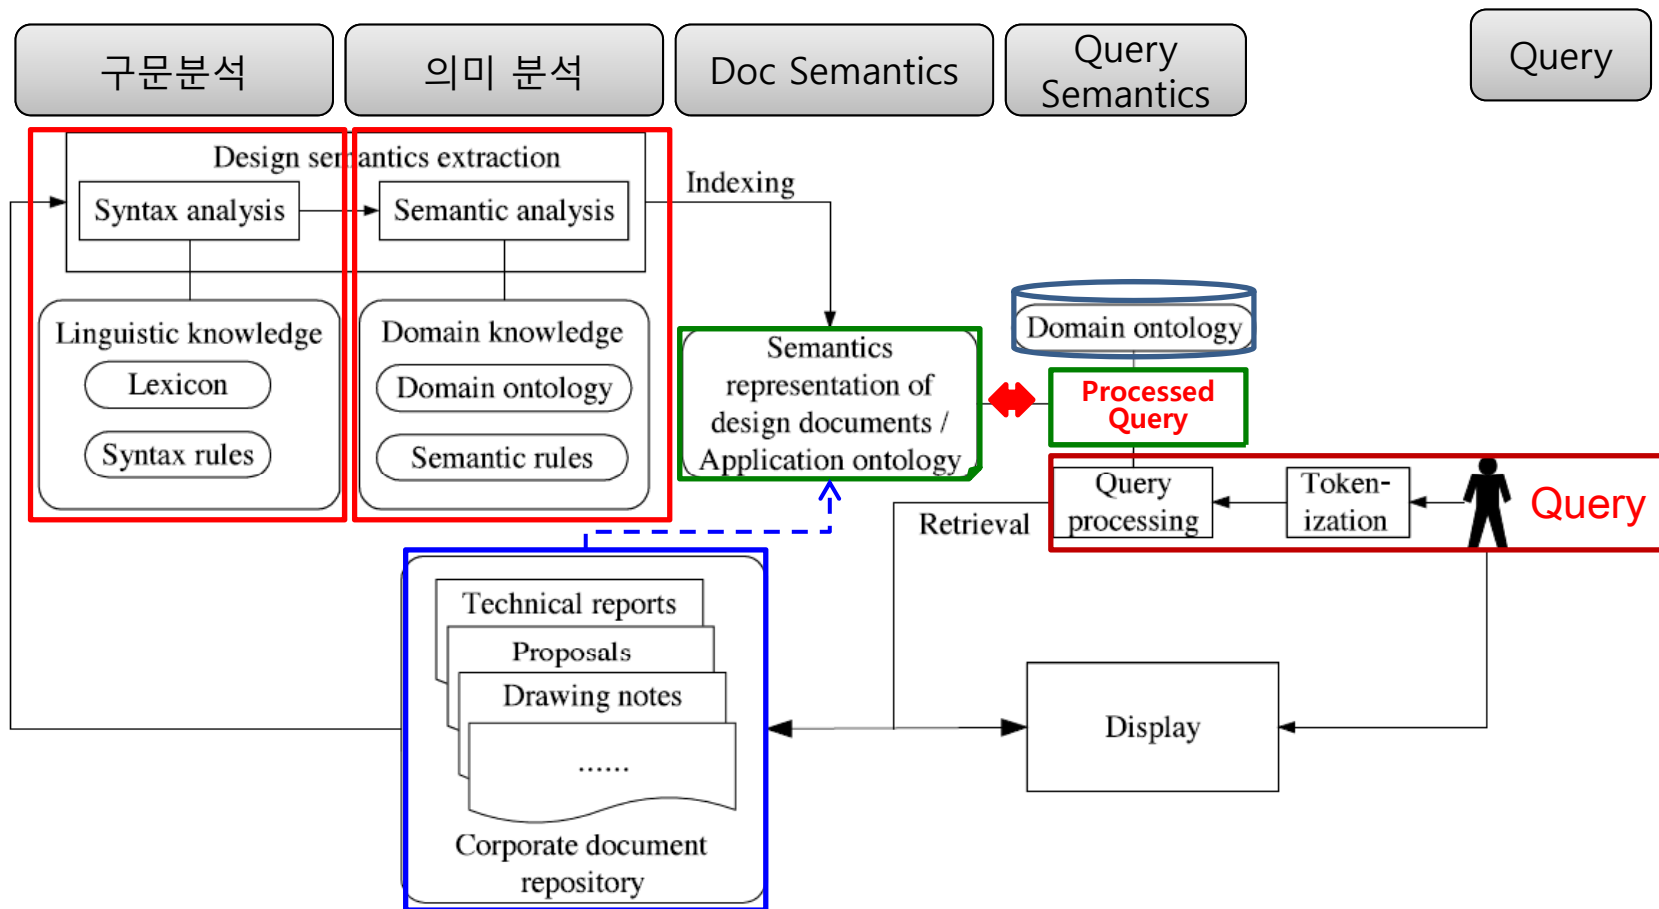 구문분석
의미 분석
Doc Semantics
Query
Semantics
Query
Design semantics extraction
Syntax analysis
Semantic analysis
Indexing
Linguistic knowledge
Lexicon
Syntax rules
Domain knowledge
Domain ontology
Semantic rules
Semantics
representation of
design documents /
Application ontology
Domain ontology
Processed
Query
Query
processing
Token-
ization
Query
Retrieval
Technical reports
Proposals
Drawing notes
......
Corporate document
repository
Display